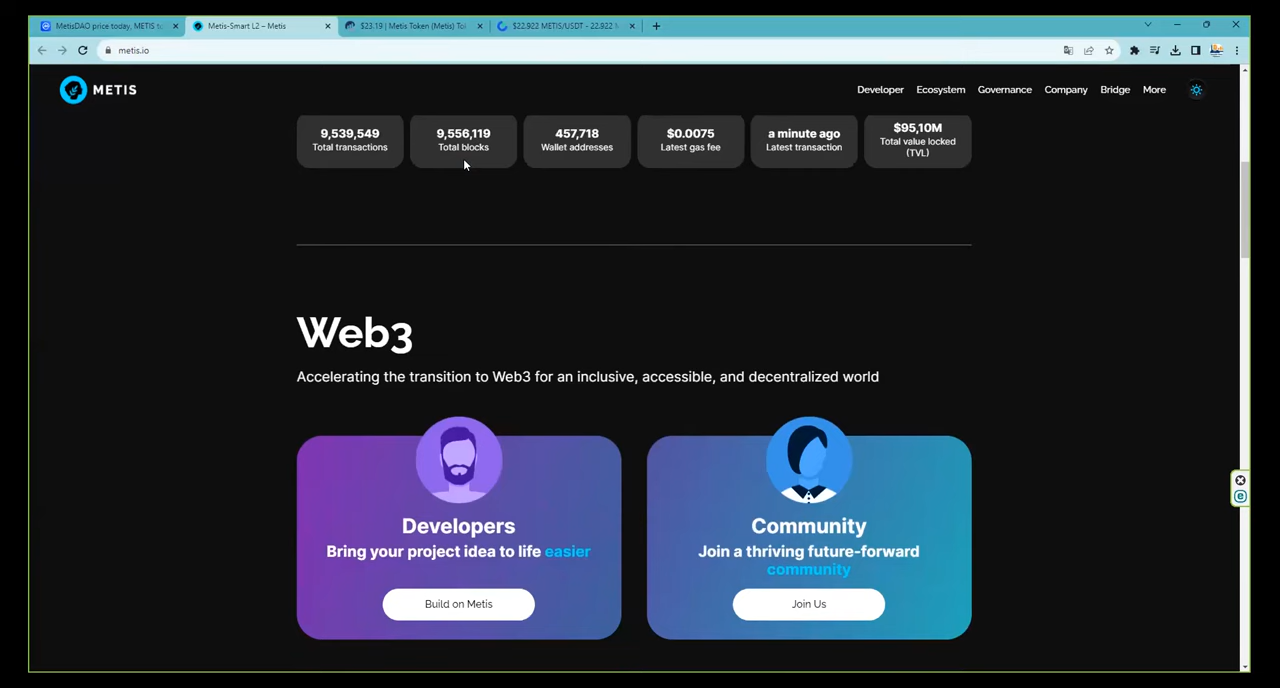 MetisDAO price today, METIS to
Metis-Smart L2 – Metis
$23.19 | Metis Token (Metis) To
$22.922 METIS/USDT - 22.922 M
metis.io
METIS
Developer
Ecosystem
Governance
Company
Bridge
More
9,539,549
Total transactions
9,556,119
Total blocks
457,718
Wallet addresses
$0.0075
Latest gas fee
a minute ago
Latest transaction
$95,10M
Total value locked
(TVL)
Web3
Accelerating the transition to Web3 for an inclusive, accessible, and decentralized world
Developers
Bring your project idea to life easier
Build on Metis
Community
Join a thriving future-forward
community
Join Us